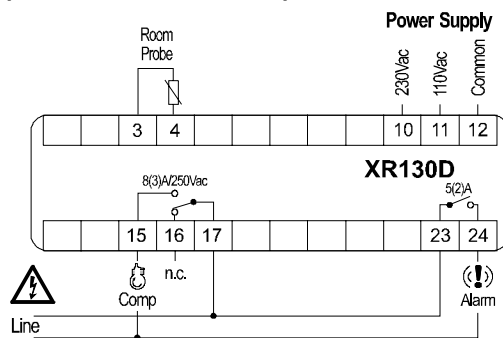 Power Supply
Room
Probe
230Vac
110Vac
Common
3 4 10 11 12
XR130D
8(3)A/250Vac
5(2)A
15 16 17 23 24
n.c.
Comp
Alarm
Line